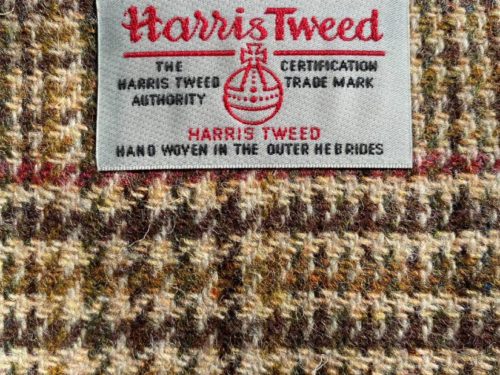 Harris Tweed
THE CERTIFICATION
HARRIS TWEED TRADE MARK
AUTHORITY
HARRIS TWEED
HAND WOVEN IN THE OUTER HEBRIDES